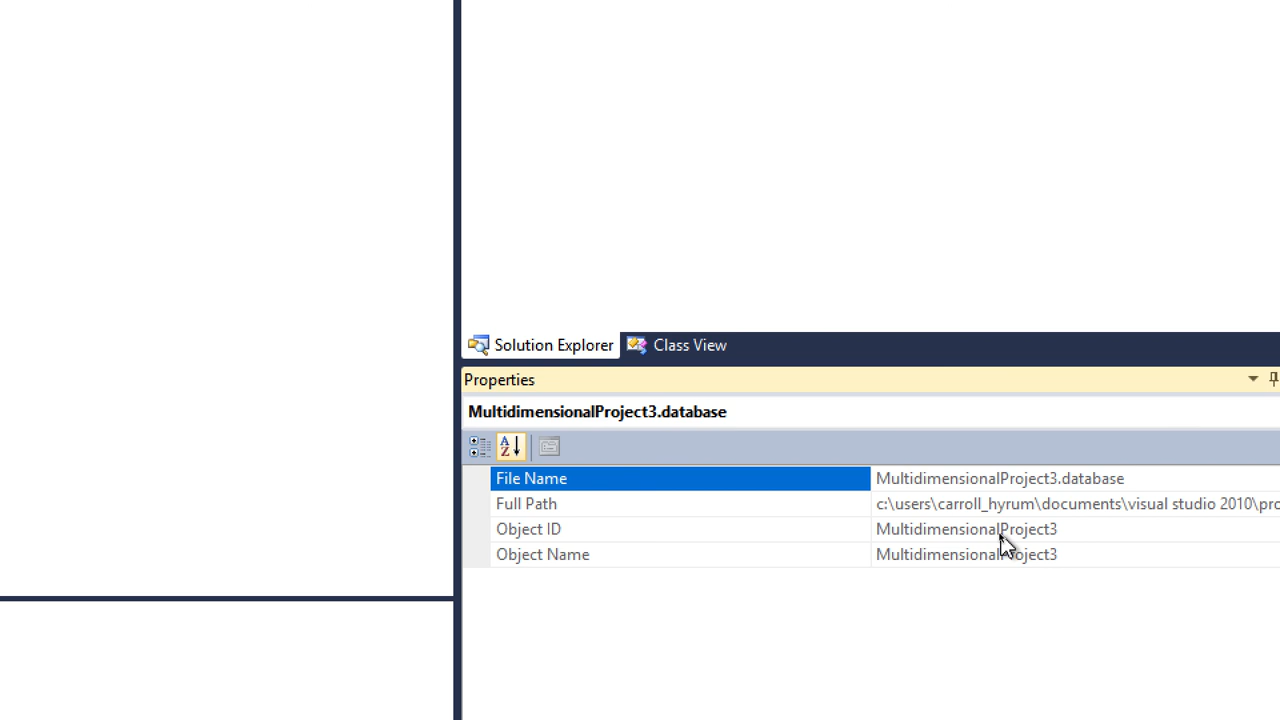 Solution Explorer Class View
Properties
MultidimensionalProject3.database
File Name MultidimensionalProject3.database
Full Path c:\users\carroll_hyrum\documents\visual studio 2010\pro
Object ID MultidimensionalProject3
Object Name MultidimensionalProject3